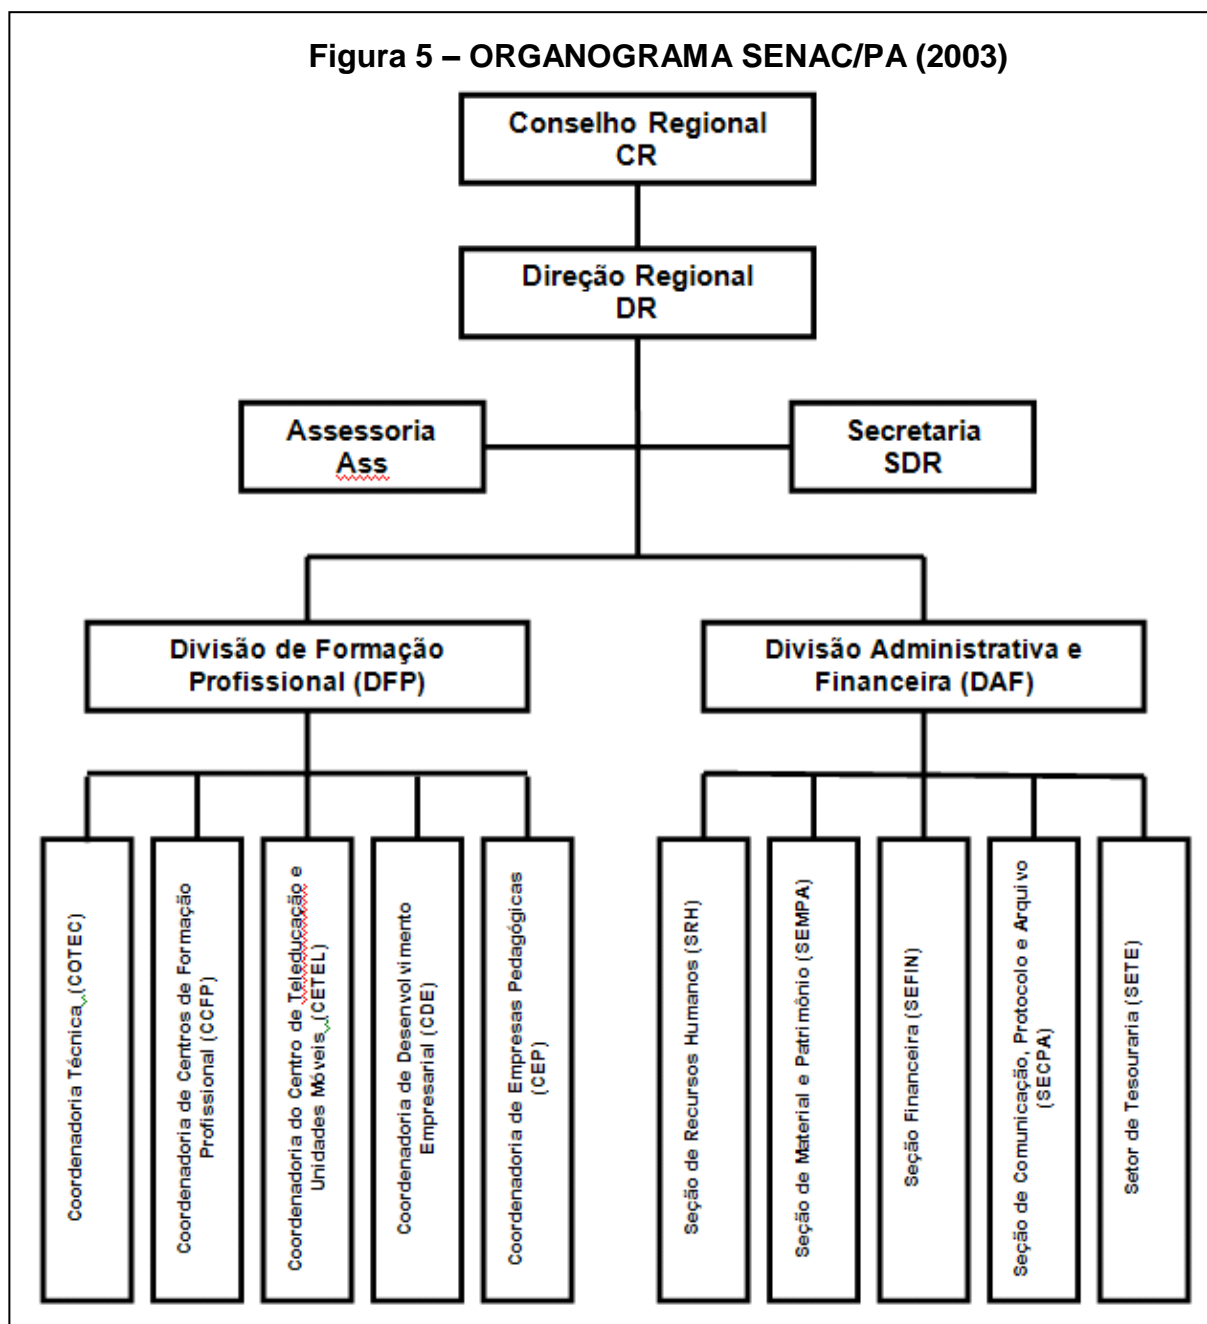 Figura 5 – ORGANOGRAMA SENAC/PA (2003)
Conselho Regional
CR
Direção Regional
DR
Assessoria
Ass
Secretaria
SDR
Divisão de Formação
Profissional (DFP)
Divisão Administrativa e
Financeira (DAF)
Coordenadoria Técnica (COTEC)
Coordenadoria de Centros de Formação
Profissional (CCFP)
Coordenadoria do Centro de Teleducação e
Unidades Móveis (CETEL)
Coordenadoria de Desenvolvimento
Empresarial (CDE)
Coordenadoria de Empresas Pedagógicas
(CEP)
Seção de Recursos Humanos (SRH)
Seção de Material e Patrimônio (SEMPA)
Seção Financeira (SEFIN)
Seção de Comunicação, Protocolo e Arquivo
(SECPA)
Setor de Tesouraria (SETE)